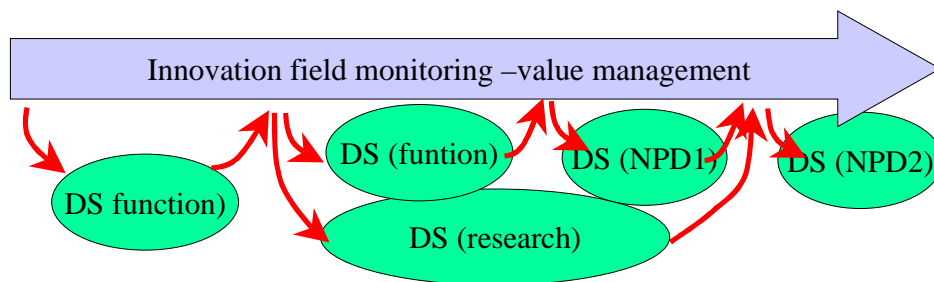 Innovation field monitoring –value management
DS (funtion)
DS (NPD1)
DS (NPD2)
DS function)
DS (research)